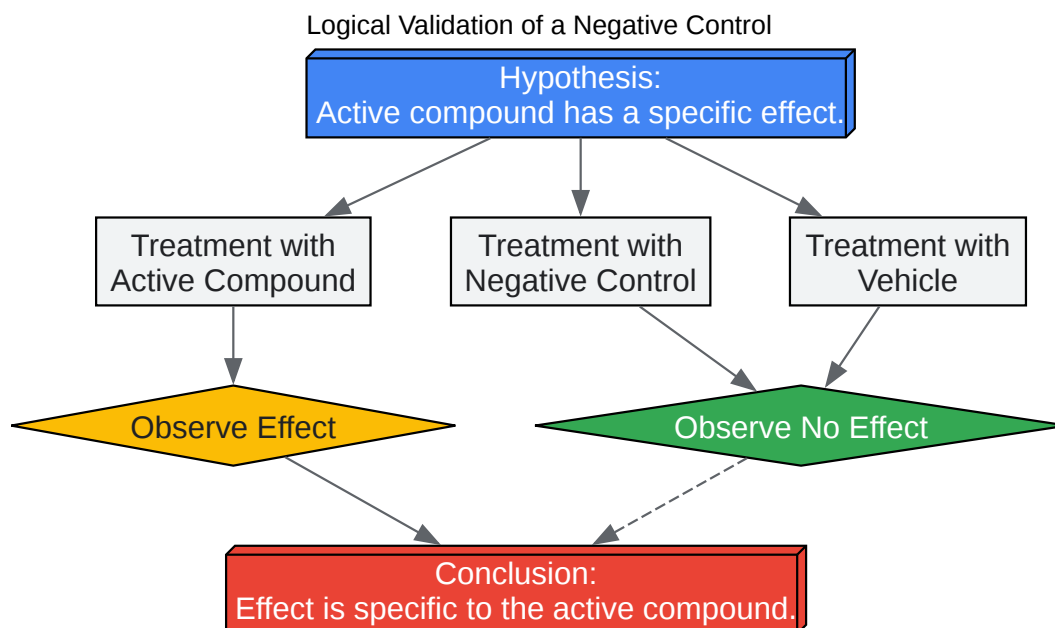 Logical Validation of a Negative Control
Hypothesis:
Active compound has a specific effect.
Treatment with
Active Compound
Treatment with
Negative Control
Treatment with
Vehicle
Observe Effect
Observe No Effect
Conclusion:
Effect is specific to the active compound.